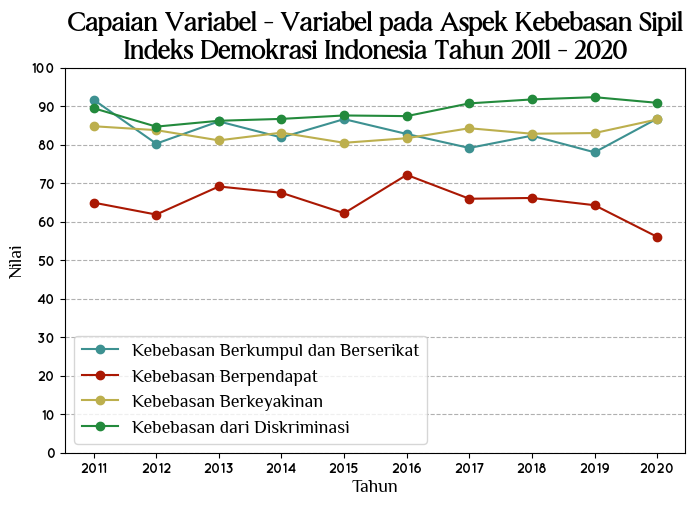 Capaian Variabel - Variabel pada Aspek Kebebasan Sipil
Indeks Demokrasi Indonesia Tahun 2011 - 2020
100
90
80
70
60
50
40
30
20
10
0
Nilai
Kebebasan Berkumpul dan Berserikat
Kebebasan Berpendapat
Kebebasan Berkeyakinan
Kebebasan dari Diskriminasi
2011 2012 2013 2014 2015 2016 2017 2018 2019 2020
Tahun